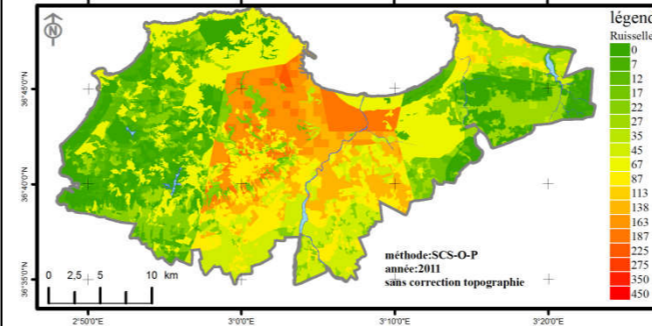 légend
Ruisselle
0
7
12
17
22
27
35
45
67
87
113
138
163
187
225
275
350
450
N
36°45'0"N
36°40'0"N
36°35'0"N
0 2,5 5 10 km
méthode:SCS-O-P
année:2011
sans correction topographie
2°50'0"E 3°0'0"E 3°10'0"E 3°20'0"E